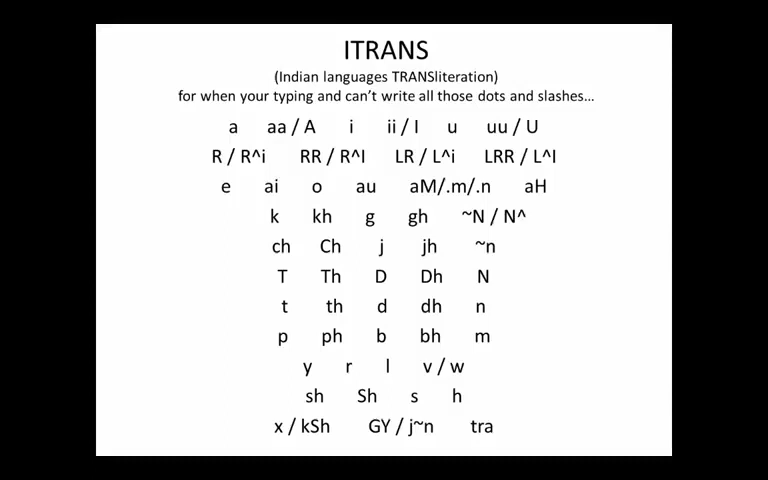 ITRANS
(Indian languages TRANSliteration)
for when your typing and can't write all those dots and slashes...
a aa / A i ii / I u uu / U
R / R^i RR / R^I LR / L^i LRR / L^I
e ai o au aM/.m/.n aH
k kh g gh ~N / N^
ch Ch j jh ~n
T Th D Dh N
t th d dh n
p ph b bh m
y r l v / w
sh Sh s h
x / kSh GY / j~n tra